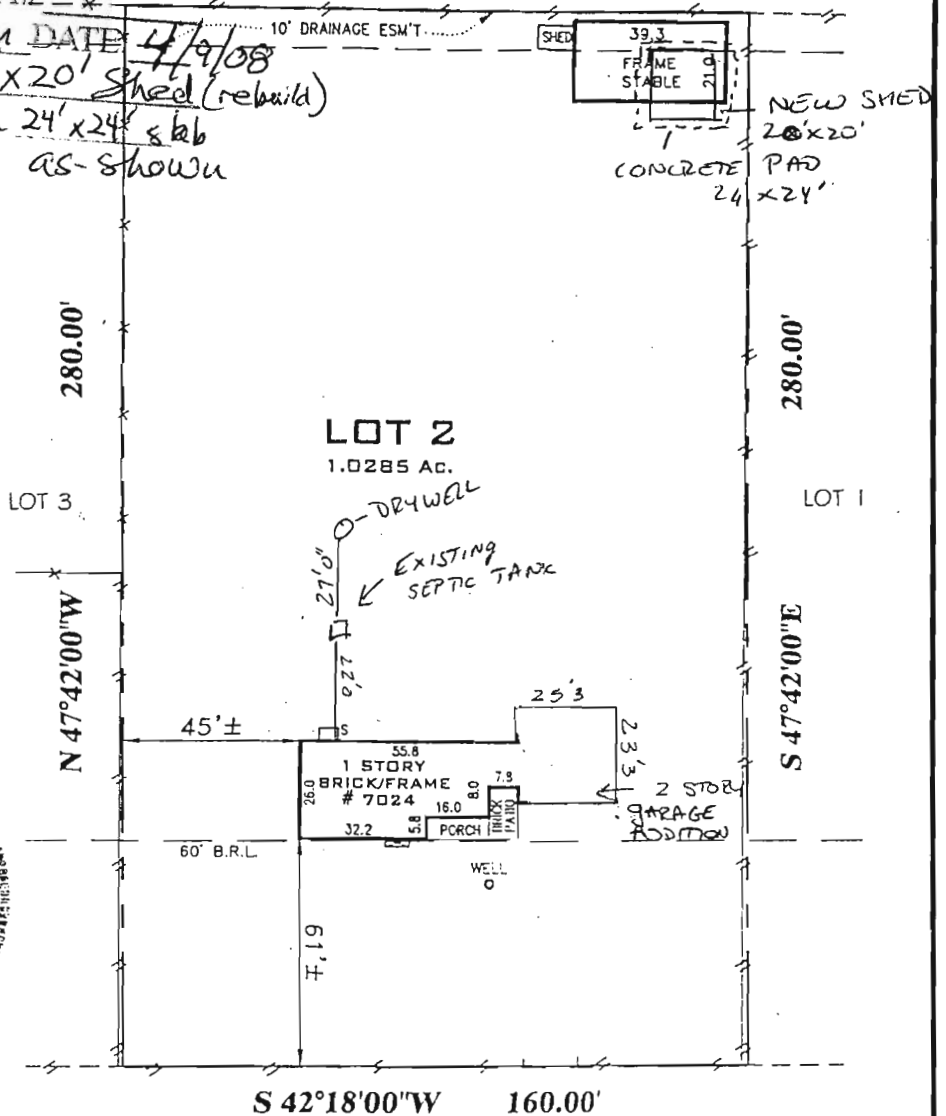 DATE 4/9/08
x20' Shed (rebuild)
24' x24' slab
as-shown
10' DRAINAGE ESM'T
SHED
39.3
FRAME
STABLE
21.9
NEW SHED
20'x20'
CONCRETE PAD
24 x24'
280.00'
280.00'
LOT 2
1.0285 Ac.
LOT 3
LOT 1
DRYWELL
27'0"
EXISTING
SEPTIC TANK
22'0
N 47°42'00"W
S 47°42'00"E
45'±
S
25'3
23'3
55.8
1 STORY
BRICK/FRAME
# 7024
26.0
7.8
8.0
16.0
5.8
32.2
PORCH
BRICK
PATIO
2 STORY
GARAGE
ADDITION
60' B.R.L.
WELL
61'±
S 42°18'00"W 160.00'